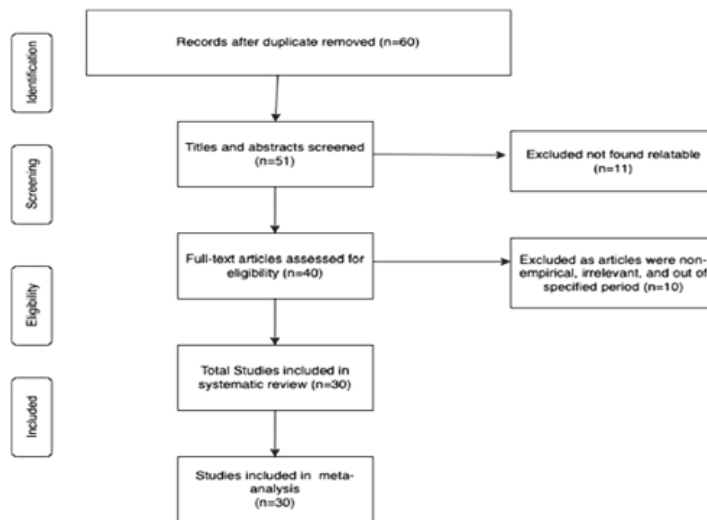 Identification
Records after duplicate removed (n=60)
Screening
Titles and abstracts screened
(n=51)
Excluded not found relatable
(n=11)
Eligibility
Full-text articles assessed for
eligibility (n=40)
Excluded as articles were non-
empirical, irrelevant, and out of
specified period (n=10)
Included
Total Studies included in
systematic review (n=30)
Studies included in meta-
analysis
(n=30)